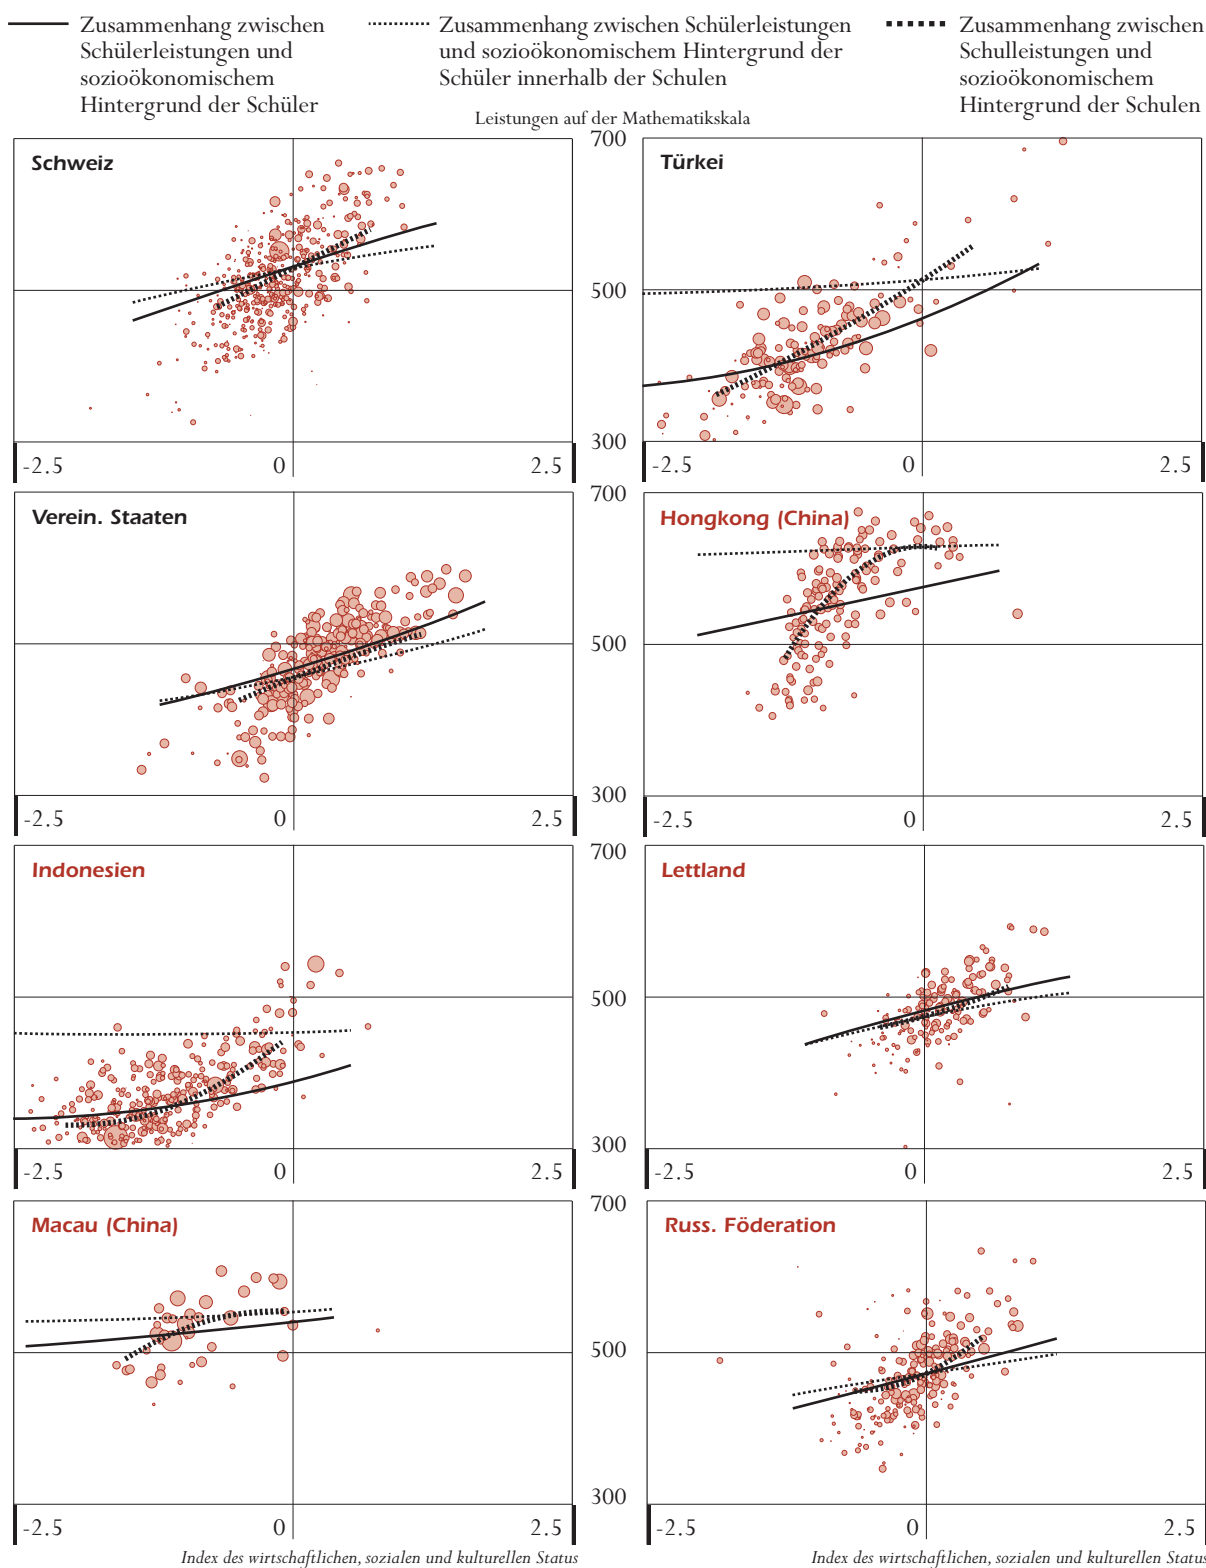 Zusammenhang zwischen
Schülerleistungen und
sozioökonomischem
Hintergrund der Schüler
Zusammenhang zwischen Schülerleistungen
und sozioökonomischem Hintergrund der
Schüler innerhalb der Schulen
Zusammenhang zwischen
Schulleistungen und
sozioökonomischem
Hintergrund der Schulen
Leistungen auf der Mathematikskala
Schweiz
700
Türkei
500
300
-2.5 0 2.5
-2.5 0 2.5
Verein. Staaten
700
Hongkong (China)
500
300
-2.5 0 2.5
-2.5 0 2.5
Indonesien
700
Lettland
500
300
-2.5 0 2.5
-2.5 0 2.5
Macau (China)
700
Russ. Föderation
500
300
-2.5 0 2.5
-2.5 0 2.5
Index des wirtschaftlichen, sozialen und kulturellen Status
Index des wirtschaftlichen, sozialen und kulturellen Status